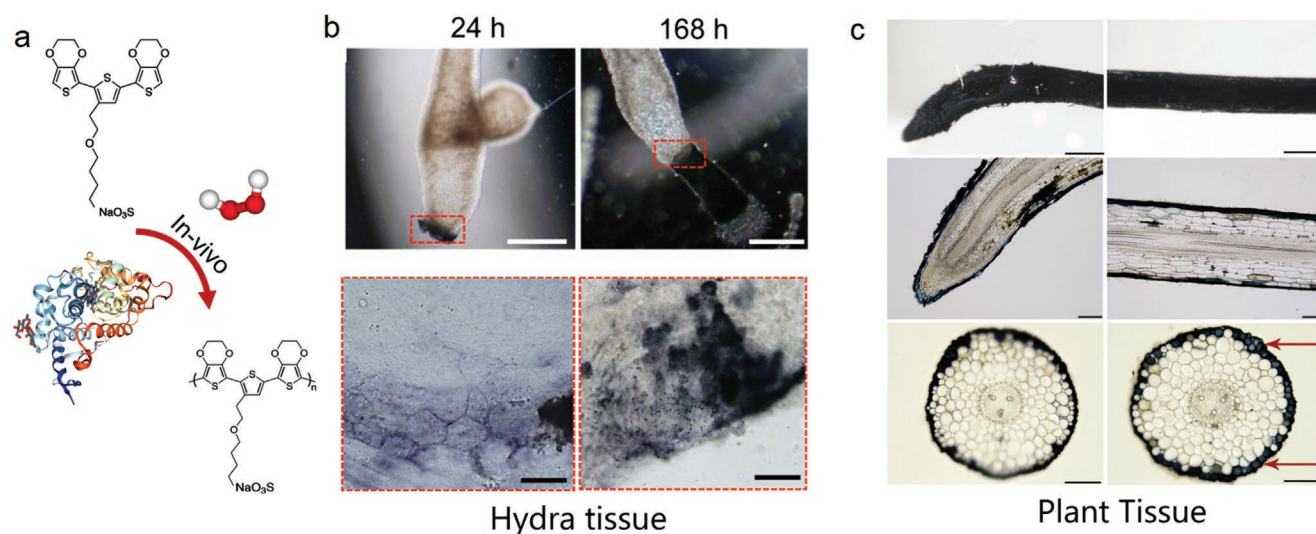 a
O O O O
S S
S
O
NaO₃S
In-vivo
O O O O
S
S S n
O
NaO₃S
b
24 h 168 h
Hydra tissue
c
Plant Tissue